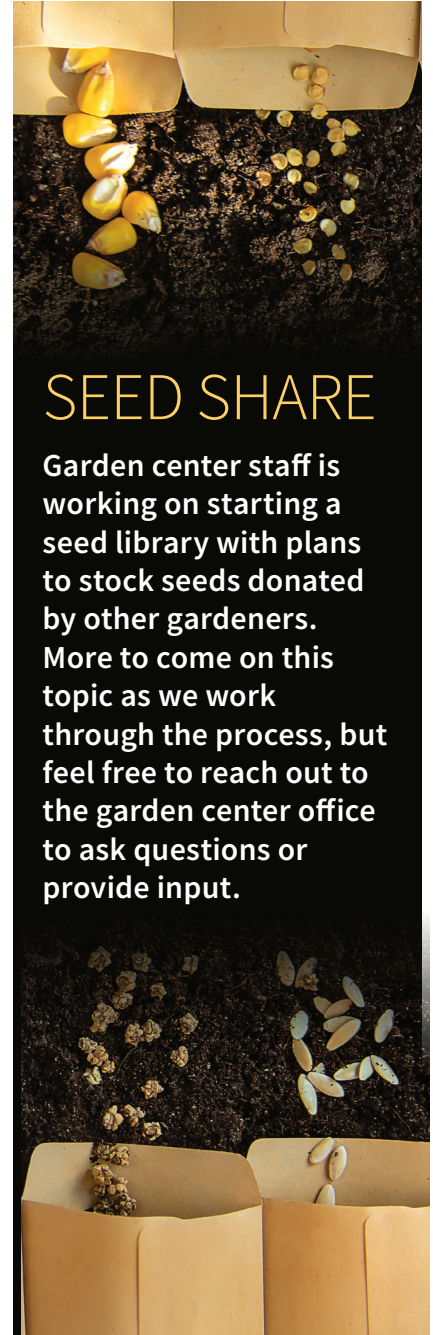 SEED SHARE
Garden center staff is
working on starting a
seed library with plans
to stock seeds donated
by other gardeners.
More to come on this
topic as we work
through the process, but
feel free to reach out to
the garden center office
to ask questions or
provide input.